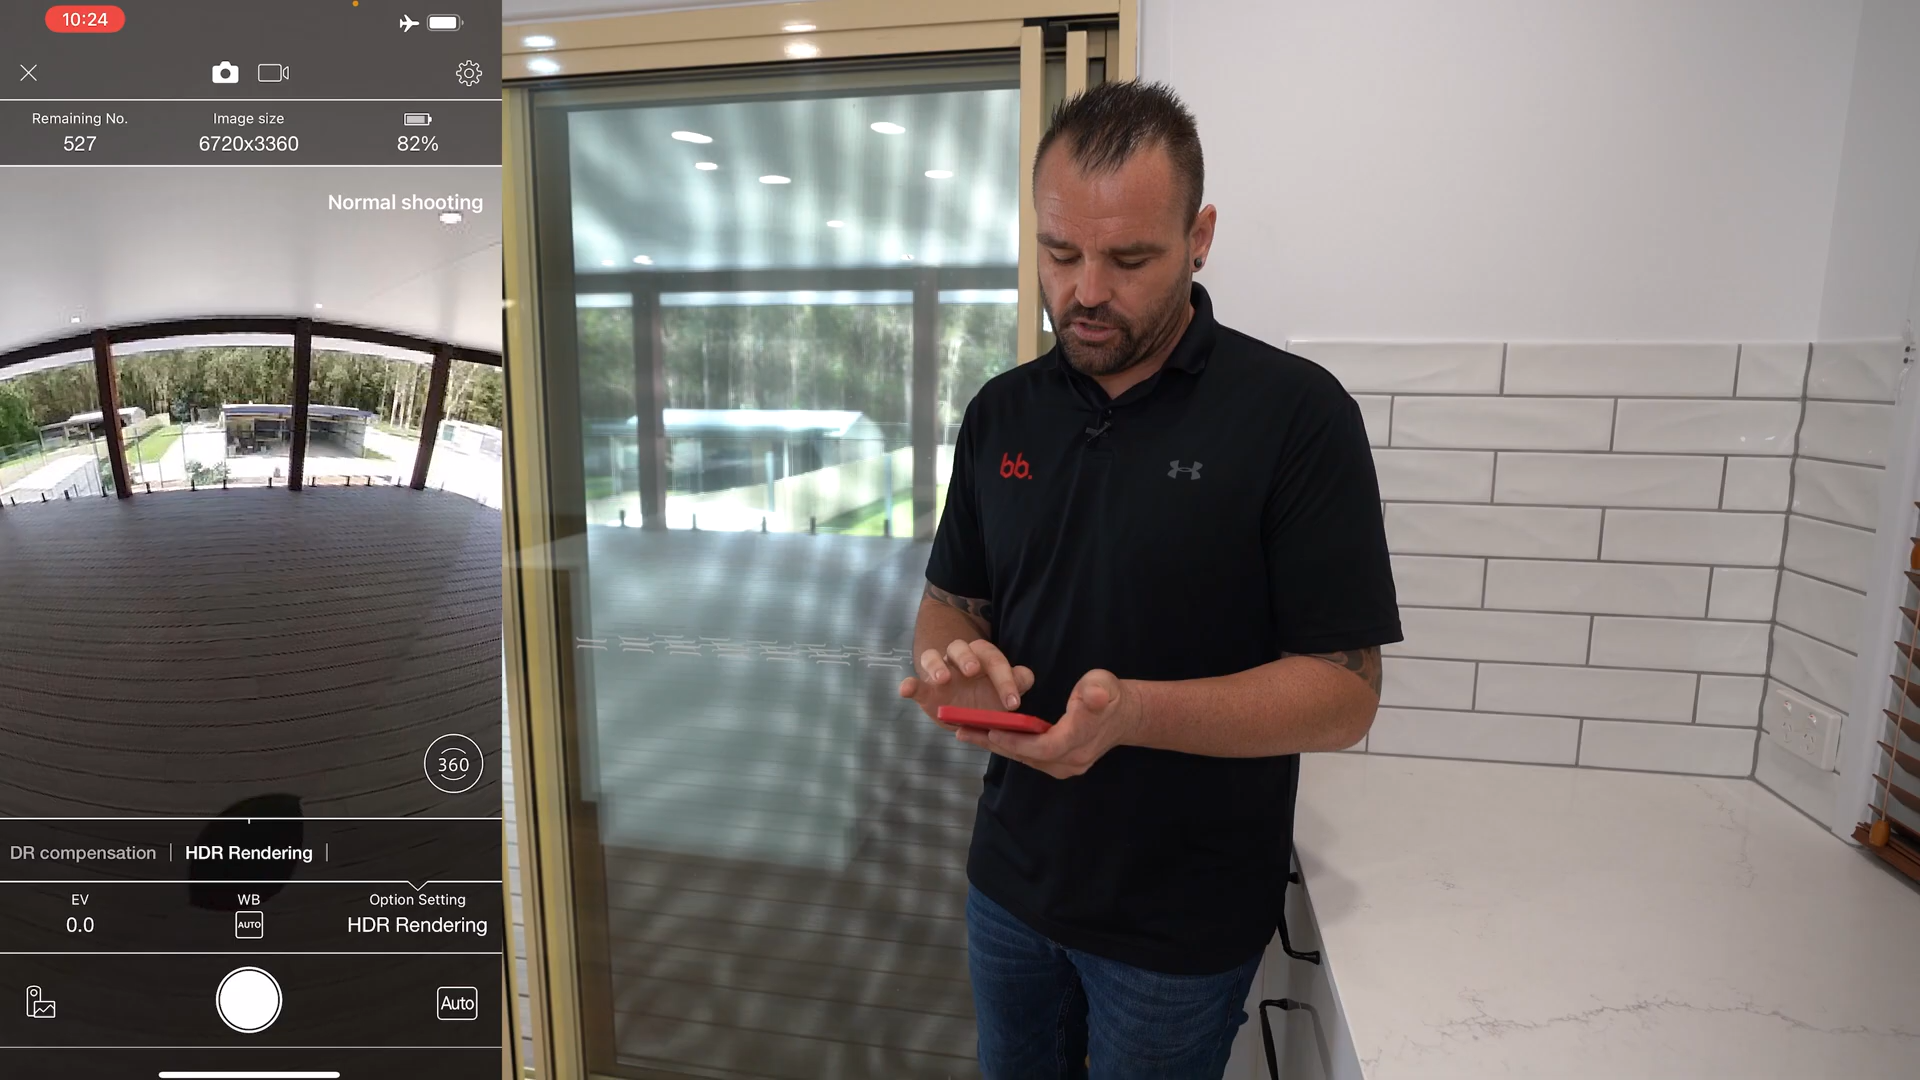 10:24
Remaining No.
527
Image size
6720x3360
82%
Normal shooting
360
DR compensation | HDR Rendering |
EV
0.0
WB
AUTO
Option Setting
HDR Rendering
Auto
bb.